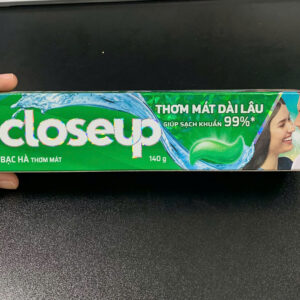 closeup
THƠM MÁT DÀI LÂU
GIÚP SẠCH KHUẨN 99%*
BẠC HÀ THƠM MÁT
140 g